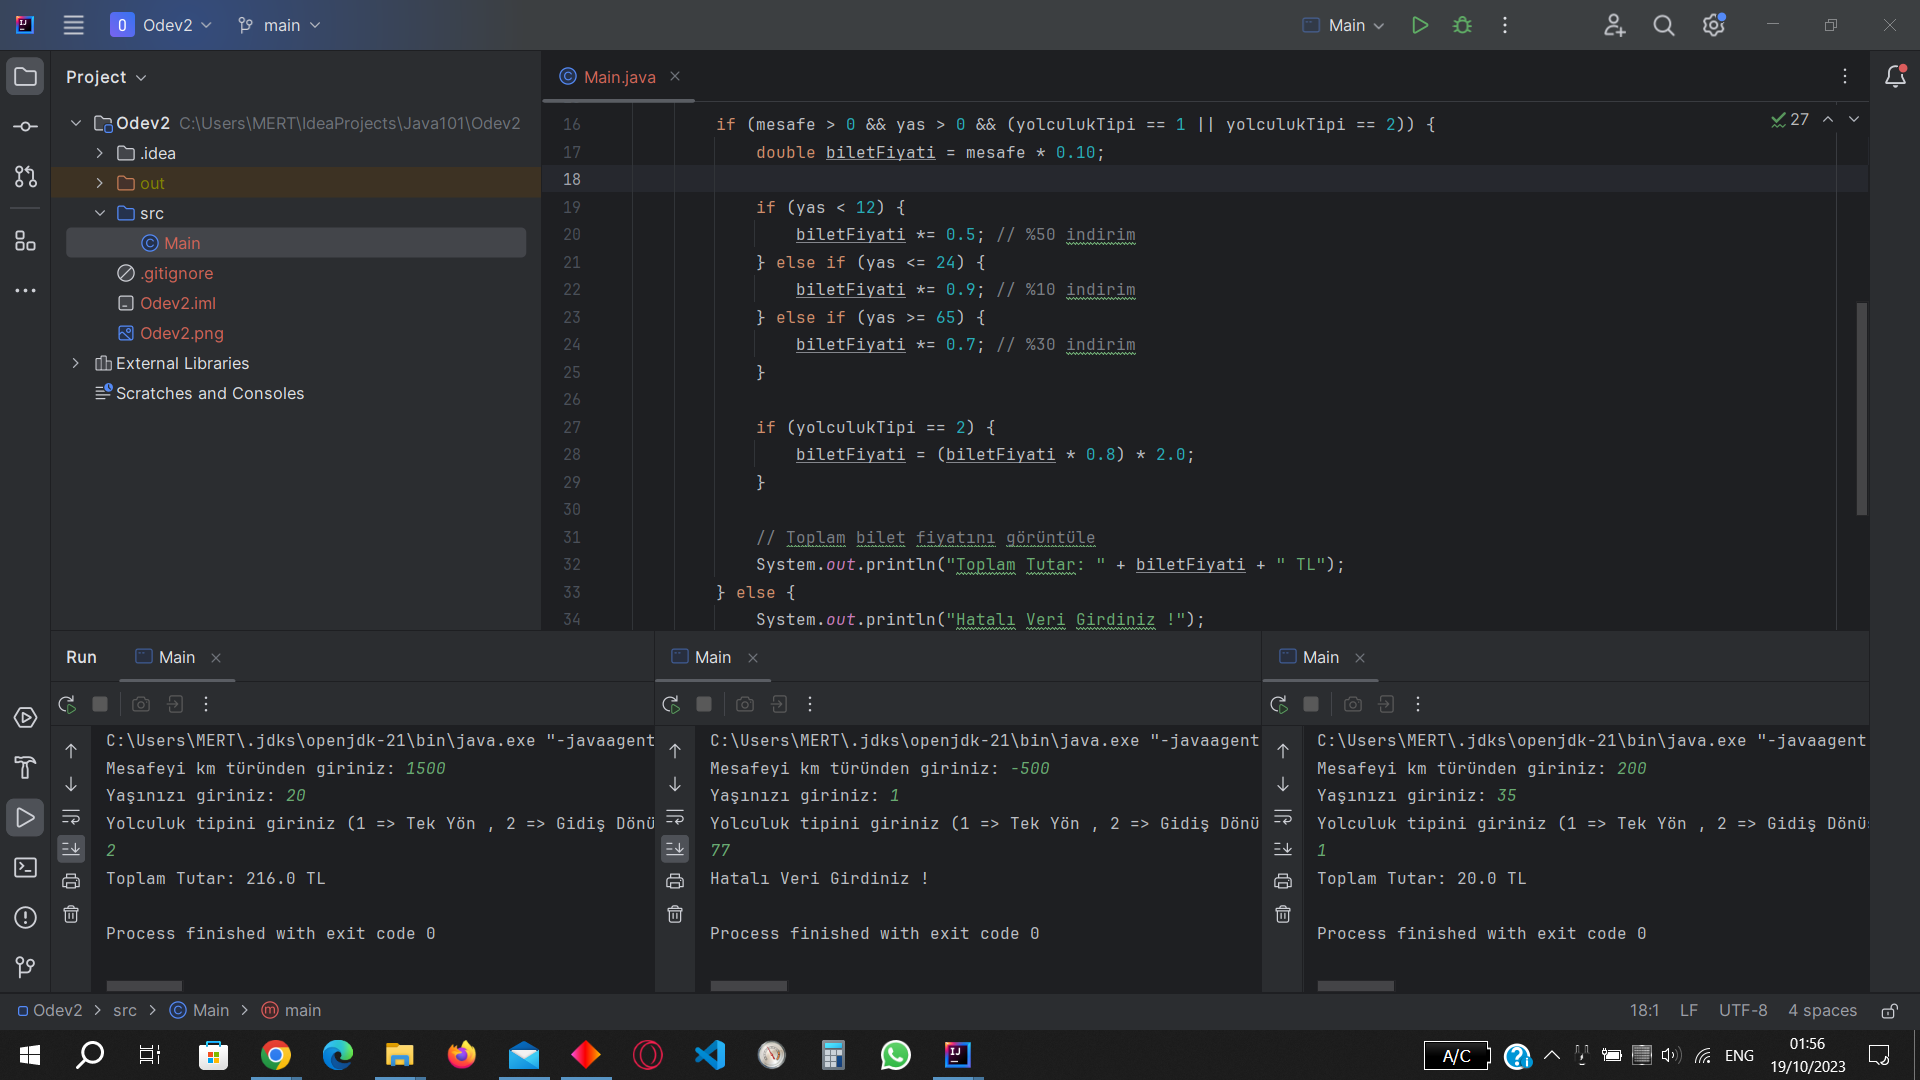 Odev2
main
Main
Project
Main.java
Odev2 C:\Users\MERT\IdeaProjects\Java101\Odev2
.idea
out
src
Main
.gitignore
Odev2.iml
Odev2.png
External Libraries
Scratches and Consoles
27
16 if (mesafe > 0 && yas > 0 && (yolculukTipi == 1 || yolculukTipi == 2)) {
17 double biletFiyati = mesafe * 0.10;
18
19 if (yas < 12) {
20 biletFiyati *= 0.5; // %50 indirim
21 } else if (yas <= 24) {
22 biletFiyati *= 0.9; // %10 indirim
23 } else if (yas >= 65) {
24 biletFiyati *= 0.7; // %30 indirim
25 }
26
27 if (yolculukTipi == 2) {
28 biletFiyati = (biletFiyati * 0.8) * 2.0;
29 }
30
31 // Toplam bilet fiyatını görüntüle
32 System.out.println("Toplam Tutar: " + biletFiyati + " TL");
33 } else {
34 System.out.println("Hatalı Veri Girdiniz !");
Run Main
C:\Users\MERT\.jdks\openjdk-21\bin\java.exe "-javaagent
Mesafeyi km türünden giriniz: 1500
Yaşınızı giriniz: 20
Yolculuk tipini giriniz (1 => Tek Yön , 2 => Gidiş Dönü
2
Toplam Tutar: 216.0 TL
Process finished with exit code 0
Main
C:\Users\MERT\.jdks\openjdk-21\bin\java.exe "-javaagent
Mesafeyi km türünden giriniz: -500
Yaşınızı giriniz: 1
Yolculuk tipini giriniz (1 => Tek Yön , 2 => Gidiş Dönü
77
Hatalı Veri Girdiniz !
Process finished with exit code 0
Main
C:\Users\MERT\.jdks\openjdk-21\bin\java.exe "-javaagent
Mesafeyi km türünden giriniz: 200
Yaşınızı giriniz: 35
Yolculuk tipini giriniz (1 => Tek Yön , 2 => Gidiş Dönü
1
Toplam Tutar: 20.0 TL
Process finished with exit code 0
Odev2 > src > Main > main
18:1 LF UTF-8 4 spaces
A/C
ENG
01:56
19/10/2023